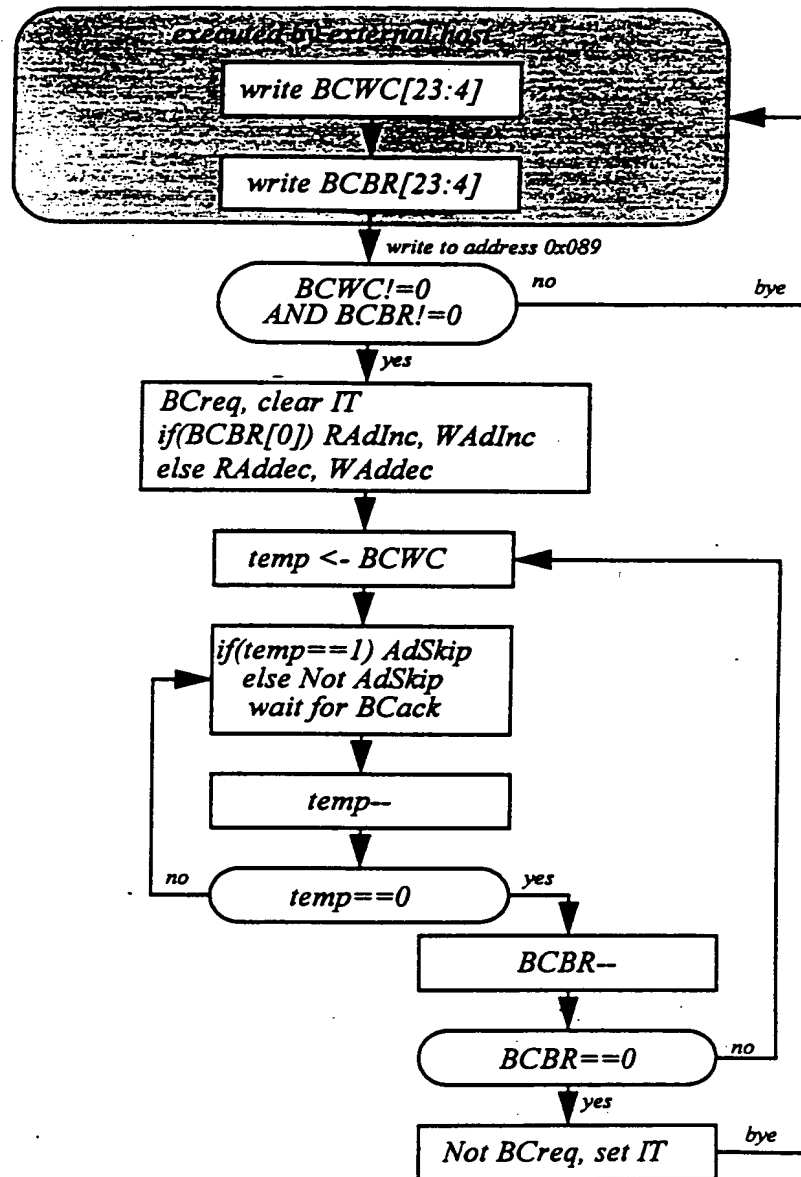 executed by external host
write BCWC[23:4]
write BCBR[23:4]
write to address 0x089
BCWC!=0
AND BCBR!=0
no
bye
yes
BCreq, clear IT
if(BCBR[0]) RAdInc, WAdInc
else RAddec, WAddec
temp <- BCWC
if(temp==1) AdSkip
else Not AdSkip
wait for BCack
temp--
no
temp==0
yes
BCBR--
BCBR==0
no
yes
Not BCreq, set IT
bye